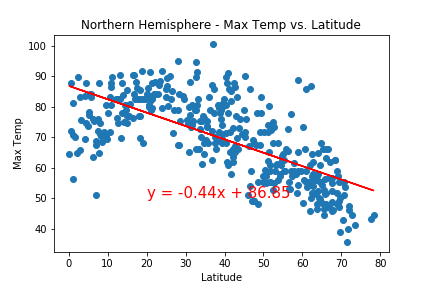 Northern Hemisphere - Max Temp vs. Latitude
100
90
80
70
60
50
40
Max Temp
y = -0.44x + 86.85
0 10 20 30 40 50 60 70 80
Latitude